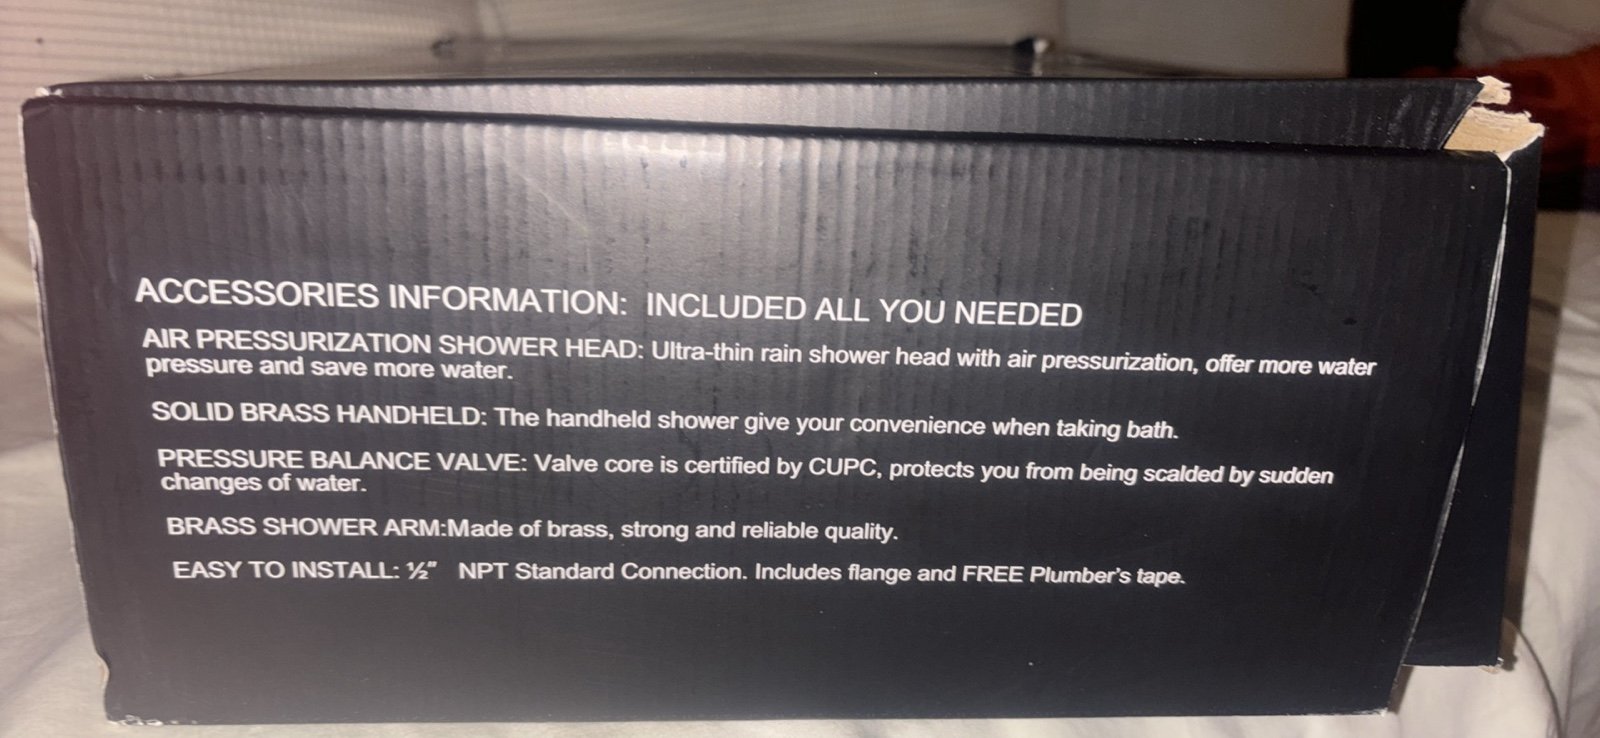 ACCESSORIES INFORMATION: INCLUDED ALL YOU NEEDED
AIR PRESSURIZATION SHOWER HEAD: Ultra-thin rain shower head with air pressurization, offer more water
pressure and save more water.
SOLID BRASS HANDHELD: The handheld shower give your convenience when taking bath.
PRESSURE BALANCE VALVE: Valve core is certified by CUPC, protects you from being scalded by sudden
changes of water.
BRASS SHOWER ARM:Made of brass, strong and reliable quality.
EASY TO INSTALL: ½" NPT Standard Connection. Includes flange and FREE Plumber's tape.